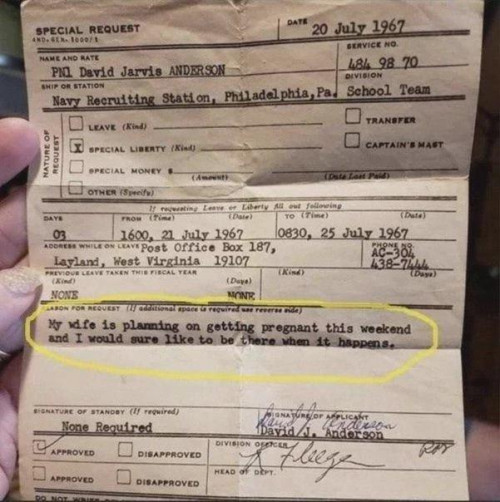 SPECIAL REQUEST
DATE 20 July 1967
SERVICE NO.
NAME AND RATE 484 98 70
PN1 David Jarvis ANDERSON DIVISION
SHIP OR STATION
Navy Recruiting Station, Philadelphia, Pa. School Team
NATURE OF REQUEST
LEAVE (Kind) TRANSFER
X SPECIAL LIBERTY (Kind) CAPTAIN'S MAST
SPECIAL MONEY $ (Amount) (Date Last Paid)
OTHER (Specify)
If requesting Leave or Liberty fill out following
DAYS FROM (Time) (Date) TO (Time) (Date)
03 1600, 21 July 1967 0830, 25 July 1967
ADDRESS WHILE ON LEAVE Post Office Box 187, PHONE NO.
Layland, West Virginia 19107 AC-304 438-7444
PREVIOUS LEAVE TAKEN THIS FISCAL YEAR
(Kind) (Days) (Kind) (Days)
NONE NONE
REASON FOR REQUEST (If additional space is required use reverse side)
My wife is planning on getting pregnant this weekend
and I would sure like to be there when it happens.
SIGNATURE OF STANDBY (If required) SIGNATURE OF APPLICANT
None Required David J. Anderson
APPROVED DISAPPROVED DIVISION OFFICER
APPROVED DISAPPROVED HEAD OF DEPT.
DO NOT WRITE